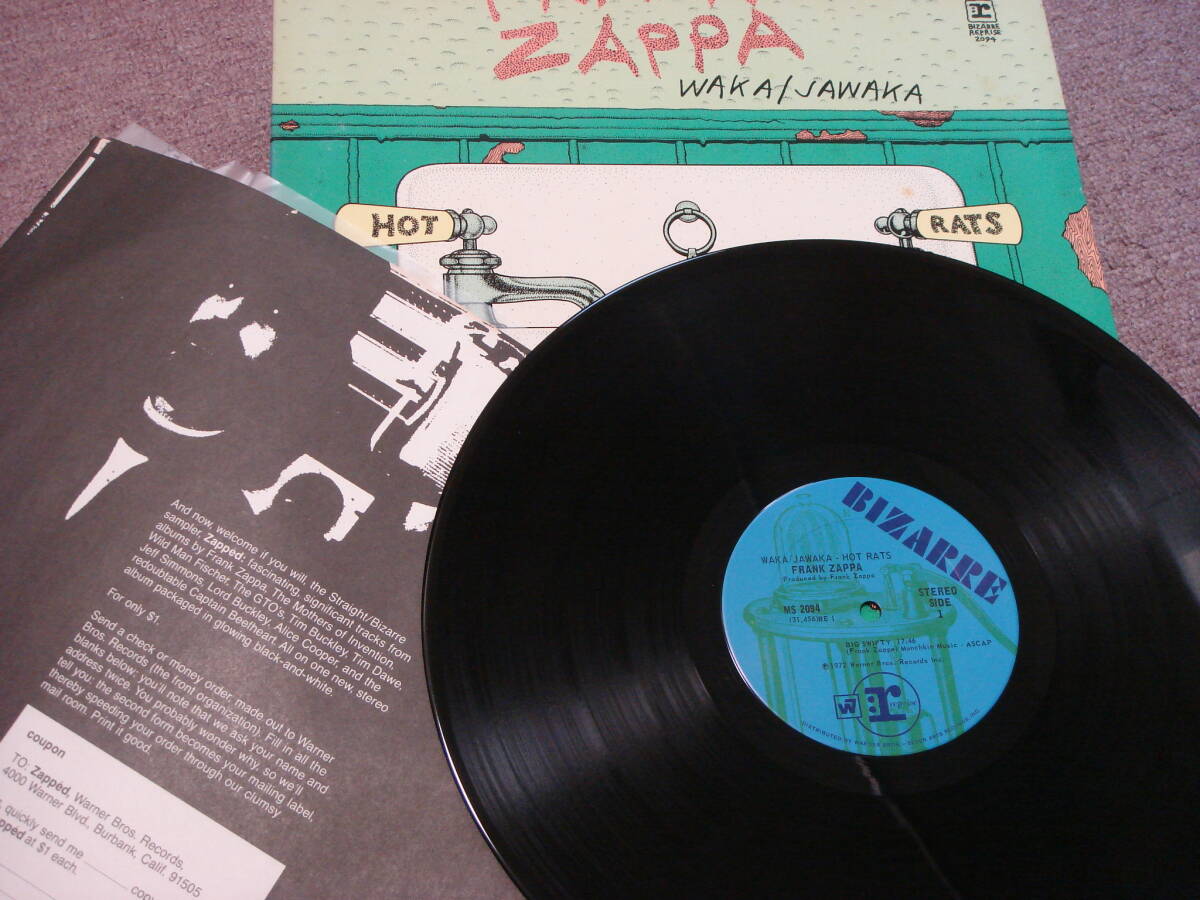 ZAPPA
WAKA/JAWAKA
BIZARRE
REPRISE
2094
HOT
RATS
And now, welcome if you will, the Straight/Bizarre
sampler, Zappéd; fascinating, significant tracks from
albums by Frank Zappa, The Mothers of Invention,
Wild Man Fischer, The GTO's, Tim Buckley, Tim Dawe,
Jeff Simmons, Lord Buckley, Alice Cooper, and the
redoubtable Captain Beefheart. All on one new, stereo
album packaged in glowing black-and-white.
For only $1.
Send a check or money order, made out to Warner
Bros. Records (the front organization). Fill in all the
blanks below; you'll note that we ask your name and
address twice. You probably wonder why, so we'll
tell you: the second form becomes your mailing label,
thereby speeding your order through our clumsy
mail room. Print it good.
coupon
TO: Zappéd, Warner Bros. Records,
4000 Warner Blvd., Burbank, Calif. 91505
quickly send me
at $1 each.
BIZARRE
WAKA/JAWAKA - HOT RATS
FRANK ZAPPA
Produced by Frank Zappa
MS 2094
(31,456)RE 1
STEREO
SIDE
1
BIG SWIFTY 17:46
(Frank Zappa) Munchkin Music - ASCAP
℗1972 Warner Bros. Records Inc.
W
r
reprise